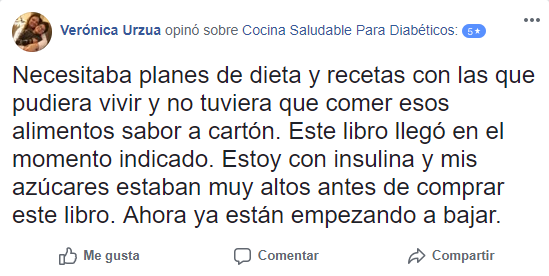 Verónica Urzua opinó sobre Cocina Saludable Para Diabéticos: 5★
Necesitaba planes de dieta y recetas con las que
pudiera vivir y no tuviera que comer esos
alimentos sabor a cartón. Este libro llegó en el
momento indicado. Estoy con insulina y mis
azúcares estaban muy altos antes de comprar
este libro. Ahora ya están empezando a bajar.
Me gusta Comentar Compartir